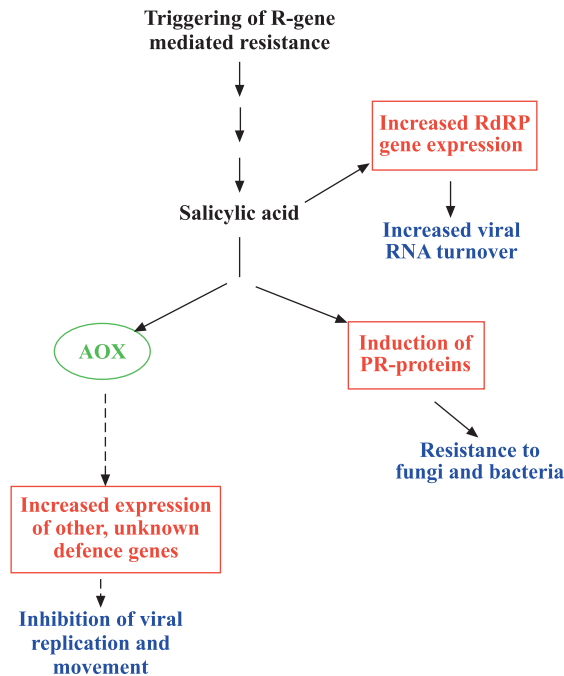 Triggering of R-gene
mediated resistance
Increased RdRP
gene expression
Salicylic acid
Increased viral
RNA turnover
AOX
Induction of
PR-proteins
Resistance to
fungi and bacteria
Increased expression
of other, unknown
defence genes
Inhibition of viral
replication and
movement